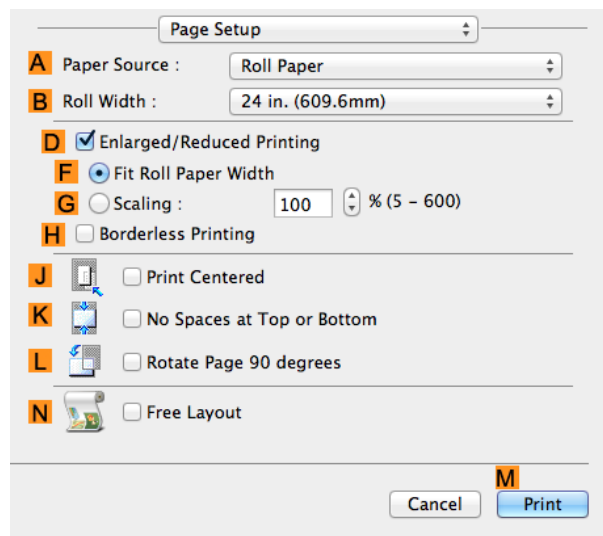 Page Setup
A Paper Source : Roll Paper
B Roll Width : 24 in. (609.6mm)
D Enlarged/Reduced Printing
F Fit Roll Paper Width
G Scaling : 100 % (5 – 600)
H Borderless Printing
J Print Centered
K No Spaces at Top or Bottom
L Rotate Page 90 degrees
N Free Layout
M
Cancel Print